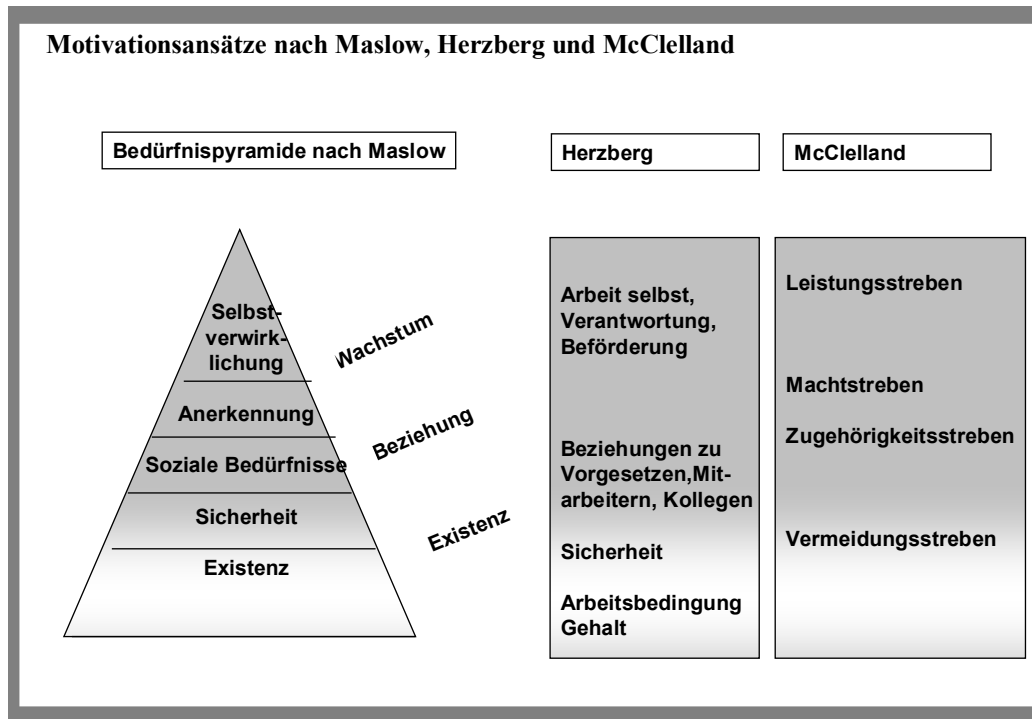 Motivationsansätze nach Maslow, Herzberg und McClelland
Bedürfnispyramide nach Maslow
Herzberg
McClelland
Selbst-
verwirk-
lichung
Anerkennung
Soziale Bedürfnisse
Sicherheit
Existenz
Wachstum
Beziehung
Existenz
Arbeit selbst,
Verantwortung,
Beförderung
Beziehungen zu
Vorgesetzen,Mit-
arbeitern, Kollegen
Sicherheit
Arbeitsbedingung
Gehalt
Leistungsstreben
Machtstreben
Zugehörigkeitsstreben
Vermeidungsstreben